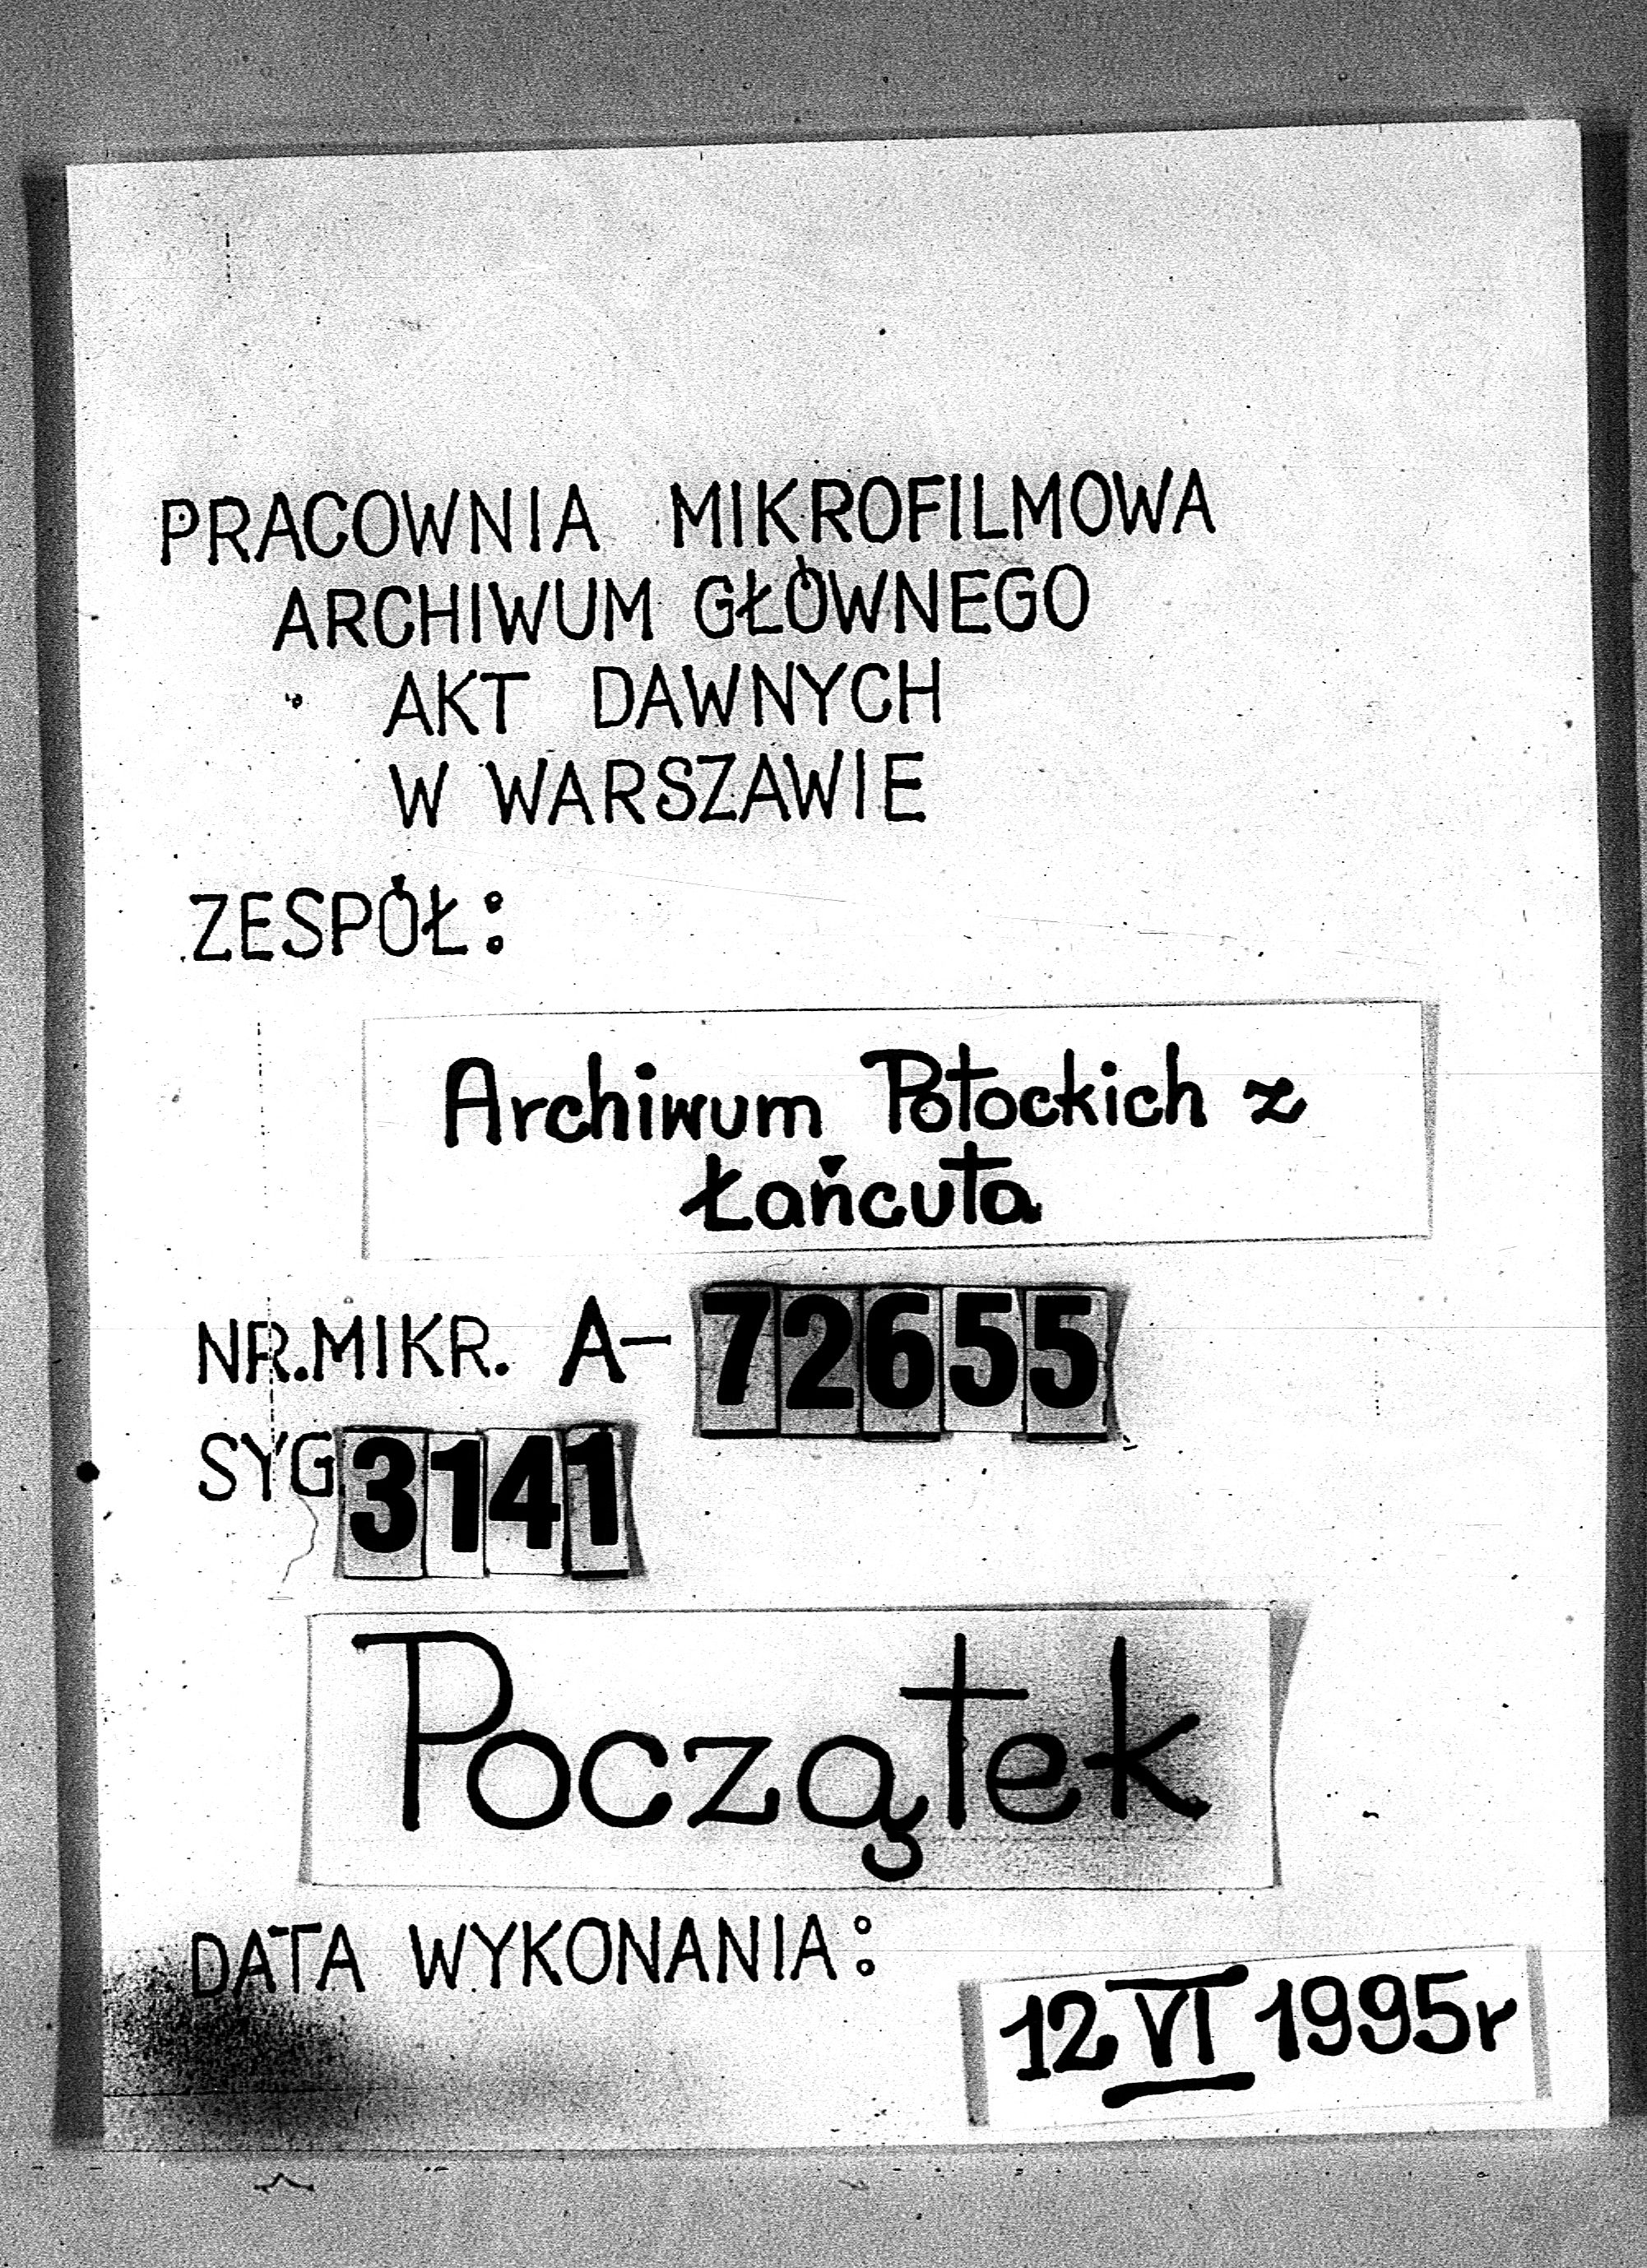 PRACOWNIA MIKROFILMOWA
ARCHIWUM GŁÓWNEGO
AKT DAWNYCH
W WARSZAWIE
ZESPÓŁ:
Archiwum Potockich z
Łańcuta
NR.MIKR. A-72655
SYG.3141
Początek
DATA WYKONANIA:
12 VI 1995r